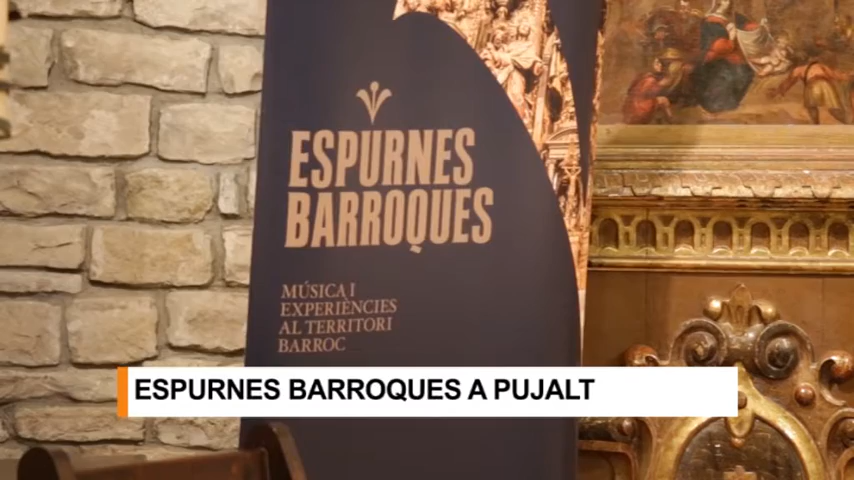 ESPURNES
BARROQUES
MÚSICA I
EXPERIÈNCIES
AL TERRITORI
BARROC
ESPURNES BARROQUES A PUJALT